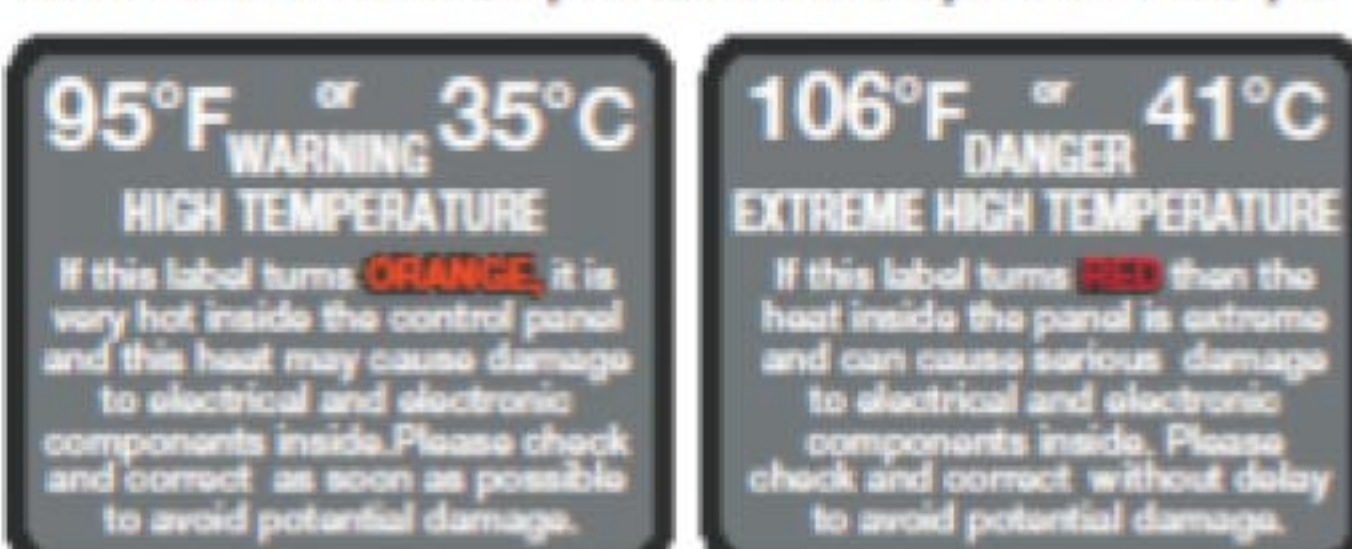 95°F or 35°C
WARNING
HIGH TEMPERATURE
If this label turns ORANGE, it is
very hot inside the control panel
and this heat may cause damage
to electrical and electronic
components inside.Please check
and correct as soon as possible
to avoid potential damage.
106°F or 41°C
DANGER
EXTREME HIGH TEMPERATURE
If this label turns RED then the
heat inside the panel is extreme
and can cause serious damage
to electrical and electronic
components inside. Please
check and correct without delay
to avoid potential damage.